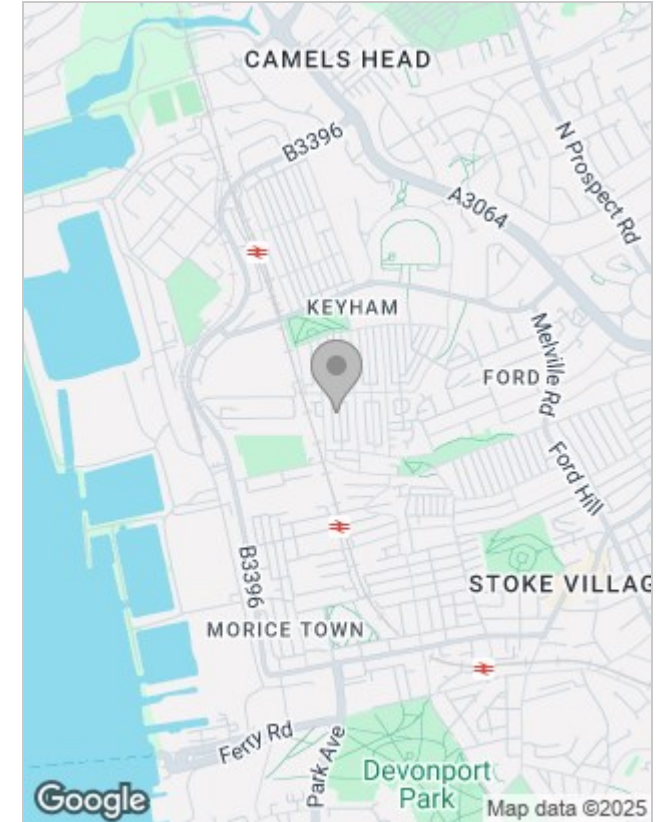 CAMELS HEAD
B3396
N Prospect Rd
A3064
KEYHAM
Melville Rd
FORD
Ford Hill
B3396
STOKE VILLAG
MORICE TOWN
Ferry Rd
Park Ave
Devonport
Park
Google
Map data ©2025